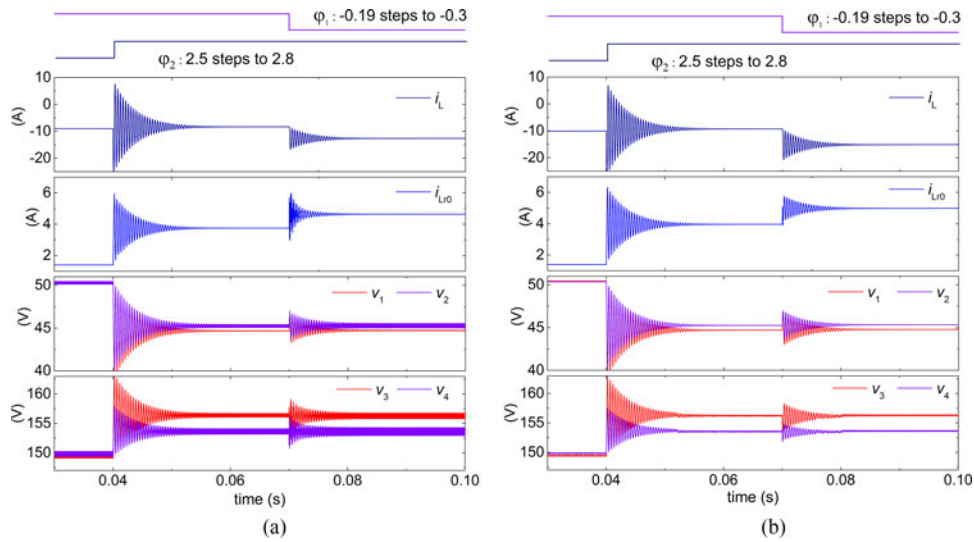 φ₁ : -0.19 steps to -0.3
φ₂ : 2.5 steps to 2.8
10
0
-10
-20
(A)
i_L
6
4
2
(A)
i_Lr0
50
45
40
(V)
v₁ v₂
160
155
150
(V)
v₃ v₄
0.04 0.06 0.08 0.10
time (s)
(a)
φ₁ : -0.19 steps to -0.3
φ₂ : 2.5 steps to 2.8
10
0
-10
-20
(A)
i_L
6
4
2
(A)
i_Lr0
50
45
40
(V)
v₁ v₂
160
155
150
(V)
v₃ v₄
0.04 0.06 0.08 0.10
time (s)
(b)